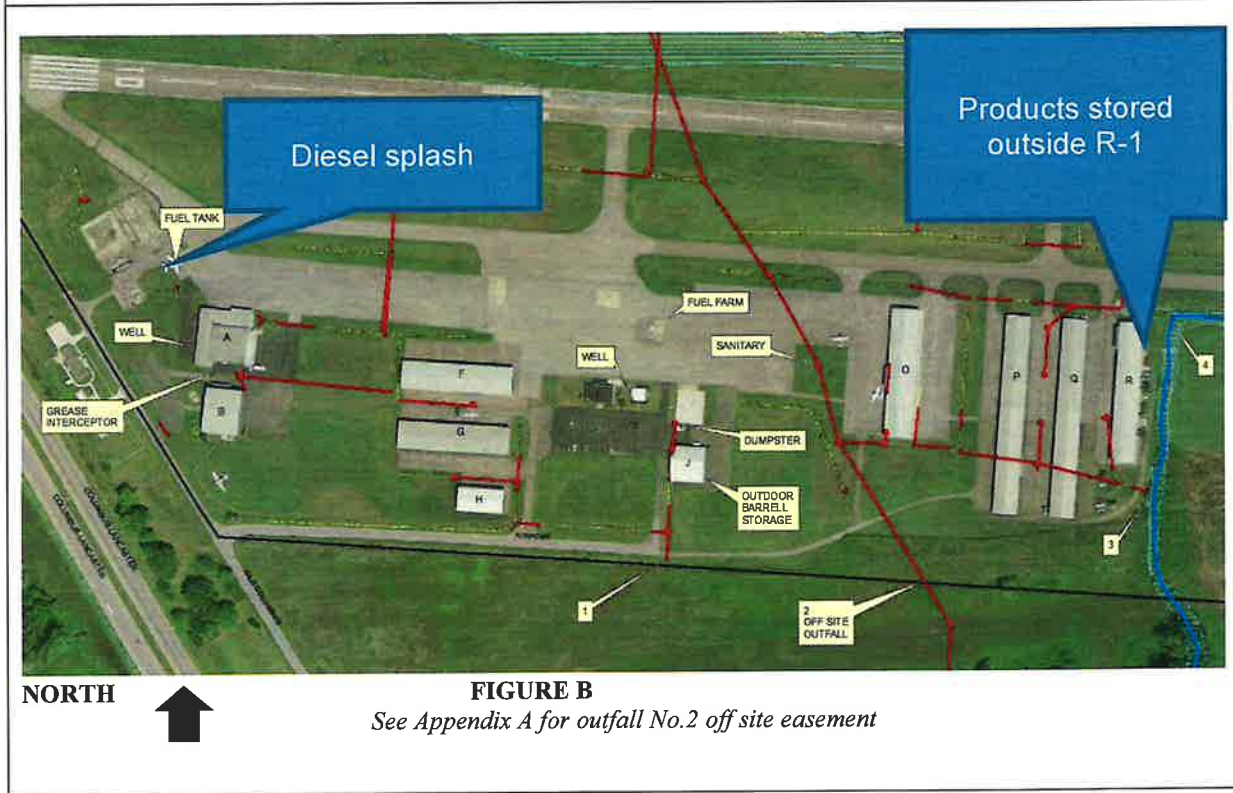 Diesel splash
Products stored
outside R-1
FUEL TANK
WELL
A
GREASE
INTERCEPTOR
B
F
G
H
WELL
FUEL FARM
SANITARY
DUMPSTER
J
OUTDOOR
BARRELL
STORAGE
O
P
Q
R
4
3
1
2
OFF SITE
OUTFALL
NORTH
FIGURE B
See Appendix A for outfall No.2 off site easement